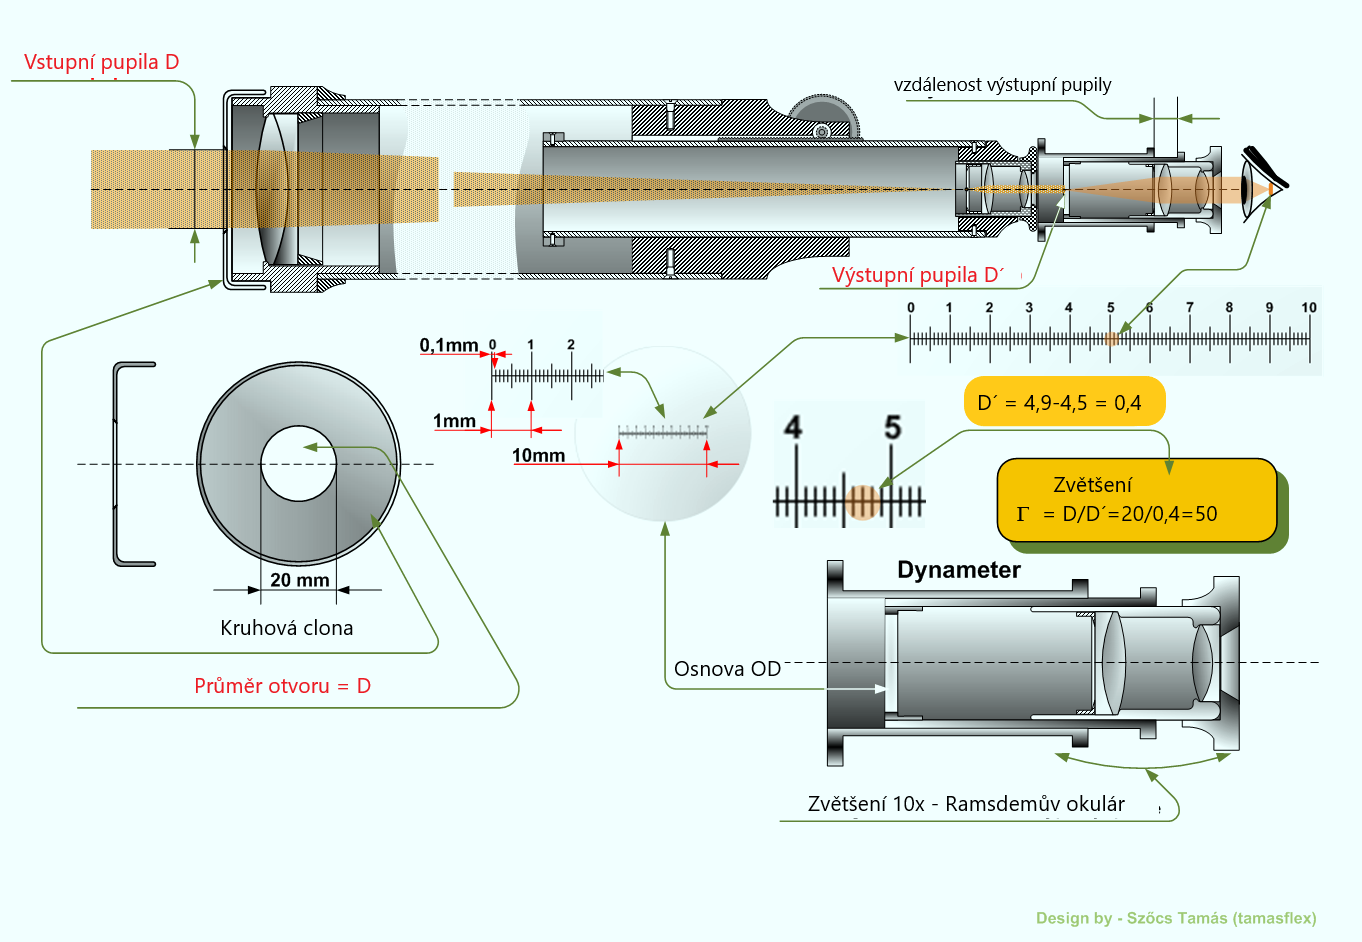 Vstupní pupila D
vzdálenost výstupní pupily
Výstupní pupila D´
0 1 2 3 4 5 6 7 8 9 10
0,1mm 0 1 2
1mm
10mm
D´ = 4,9-4,5 = 0,4
4 5
Zvětšení
Γ = D/D´=20/0,4=50
20 mm
Kruhová clona
Průměr otvoru = D
Dynameter
Osnova OD
Zvětšení 10x - Ramsdemův okulár
Design by - Szőcs Tamás (tamasflex)